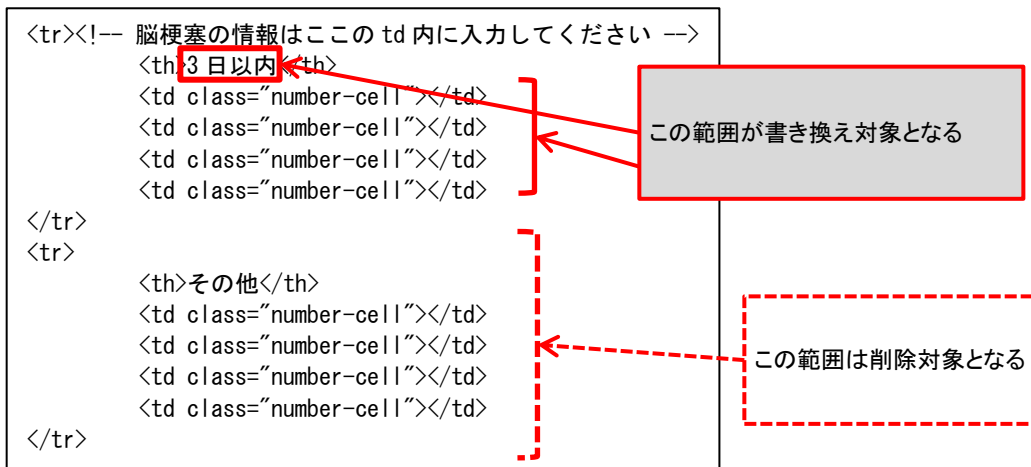 <tr><!-- 脳梗塞の情報はここの td 内に入力してください -->
<th>3 日以内</th>
<td class="number-cell"></td>
<td class="number-cell"></td>
<td class="number-cell"></td>
<td class="number-cell"></td>
</tr>
<tr>
<th>その他</th>
<td class="number-cell"></td>
<td class="number-cell"></td>
<td class="number-cell"></td>
<td class="number-cell"></td>
</tr>
この範囲が書き換え対象となる
この範囲は削除対象となる